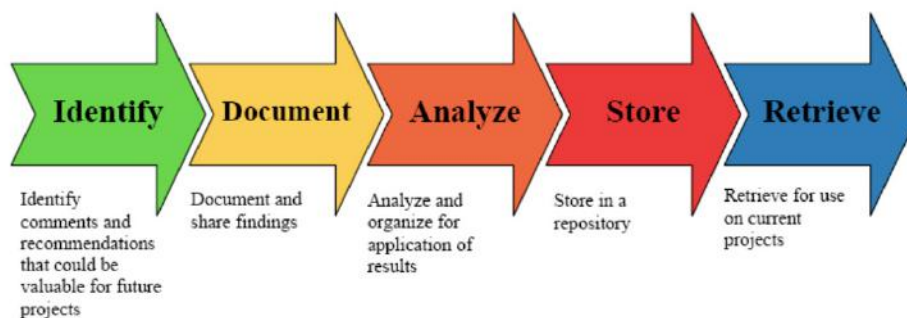 Identify
Document
Analyze
Store
Retrieve
Identify
comments and
recommendations
that could be
valuable for future
projects
Document and
share findings
Analyze and
organize for
application of
results
Store in a
repository
Retrieve for use
on current
projects